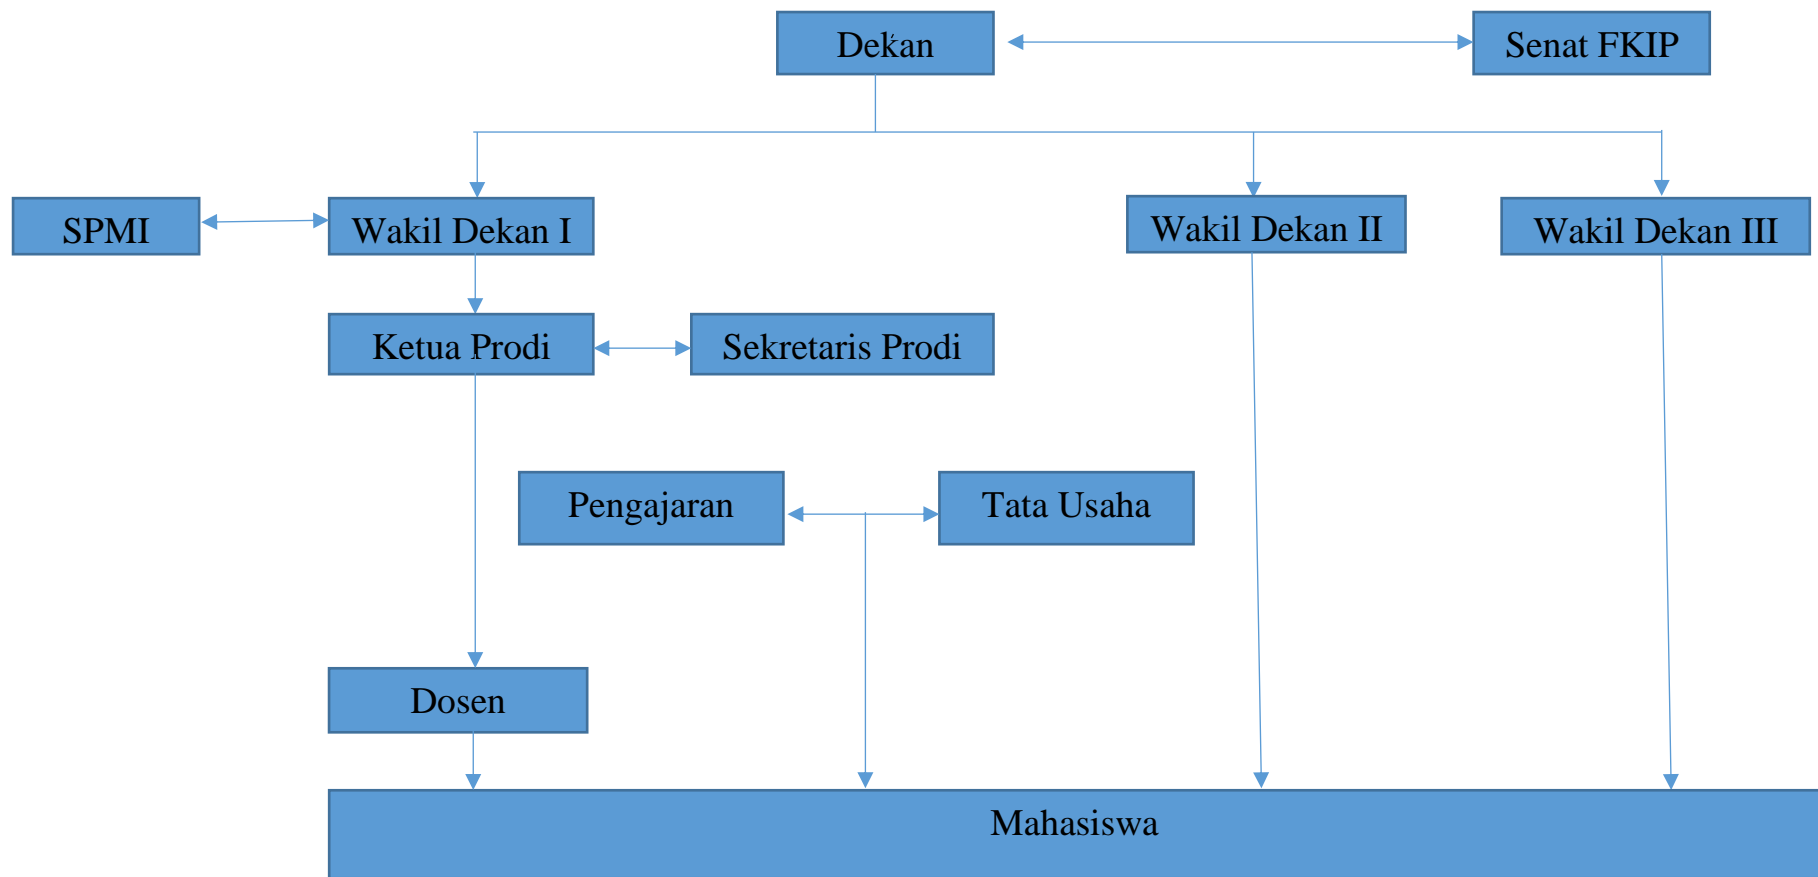 Dekan
Senat FKIP
SPMI
Wakil Dekan I
Wakil Dekan II
Wakil Dekan III
Ketua Prodi
Sekretaris Prodi
Pengajaran
Tata Usaha
Dosen
Mahasiswa